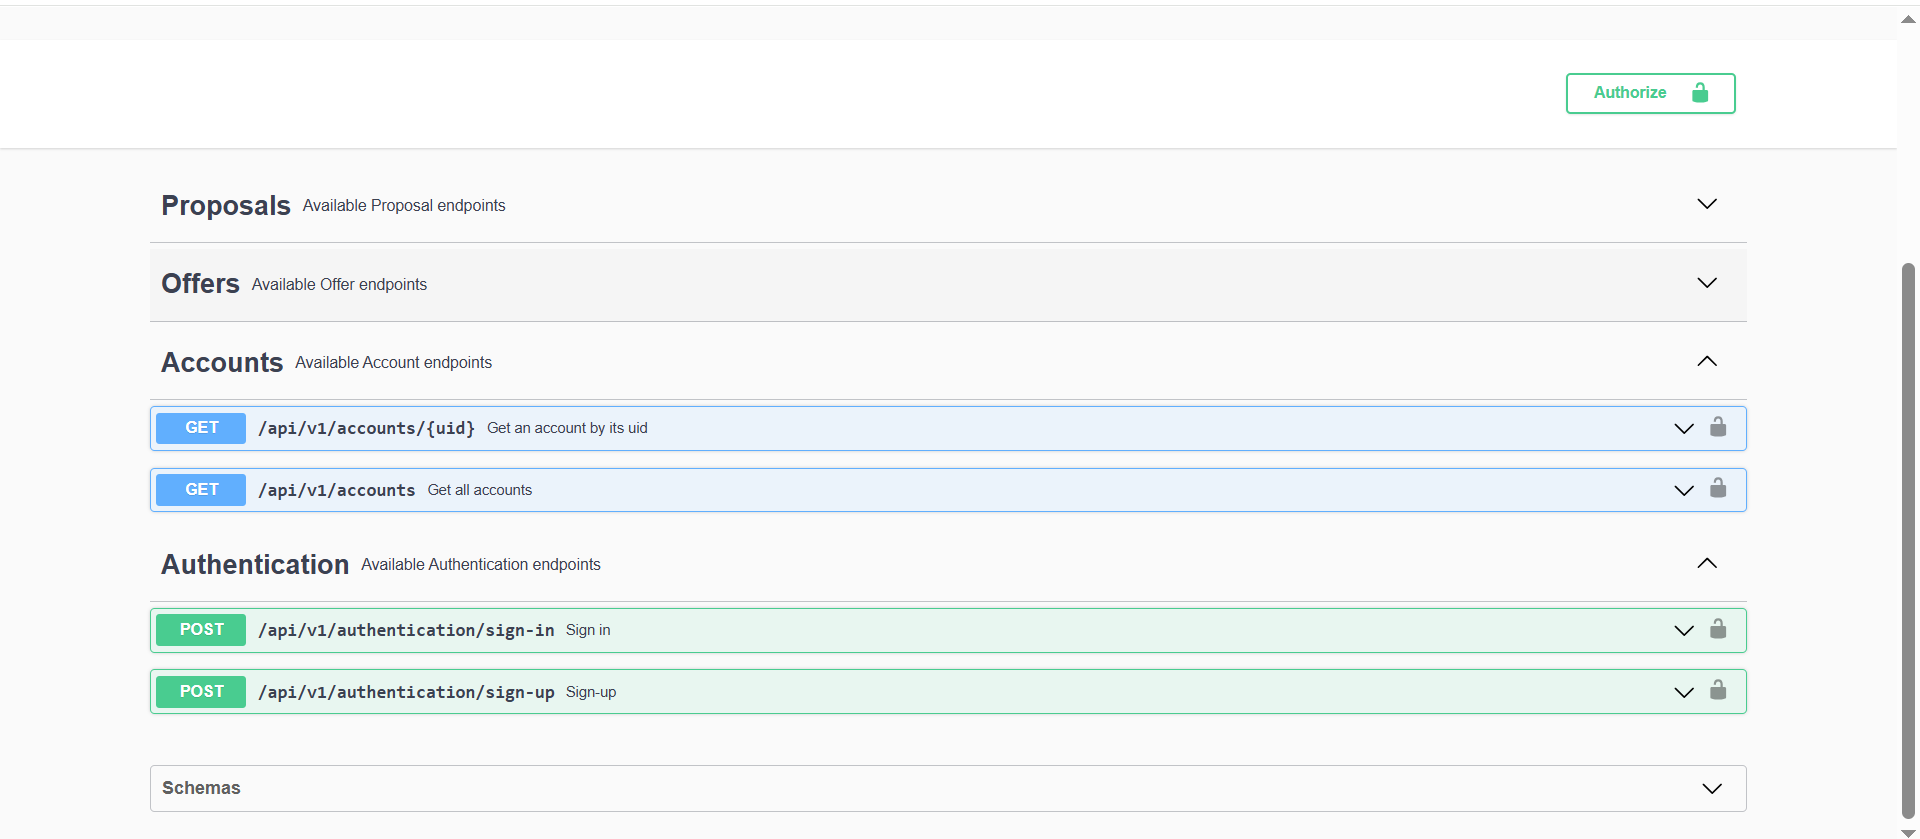 Authorize
Proposals Available Proposal endpoints
Offers Available Offer endpoints
Accounts Available Account endpoints
GET /api/v1/accounts/{uid} Get an account by its uid
GET /api/v1/accounts Get all accounts
Authentication Available Authentication endpoints
POST /api/v1/authentication/sign-in Sign in
POST /api/v1/authentication/sign-up Sign-up
Schemas